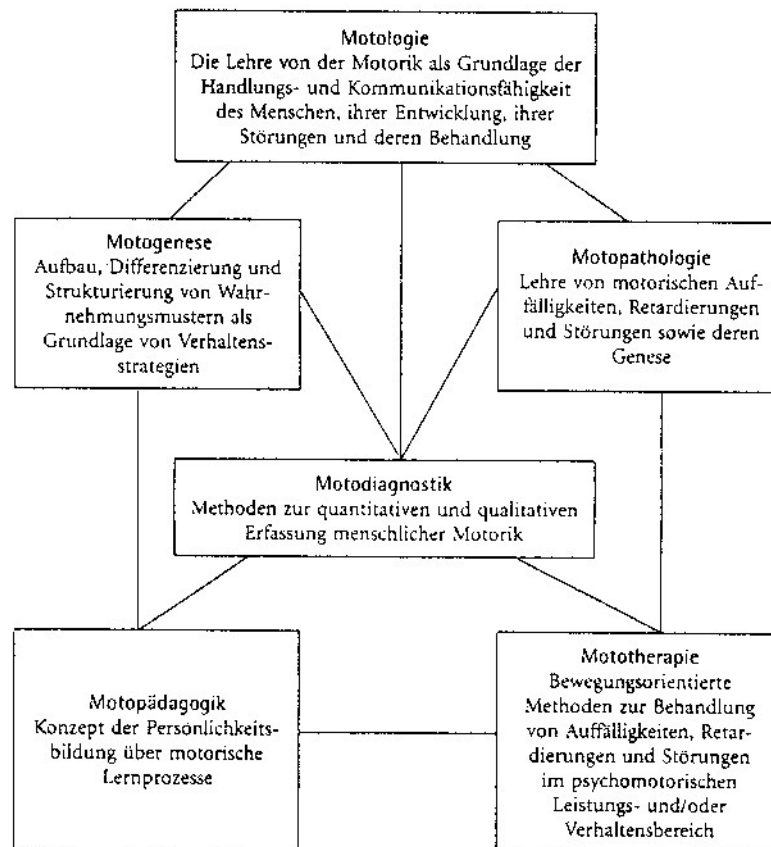 Motologie
Die Lehre von der Motorik als Grundlage der
Handlungs- und Kommunikationsfähigkeit
des Menschen, ihrer Entwicklung, ihrer
Störungen und deren Behandlung
Motogenese
Aufbau, Differenzierung und
Strukturierung von Wahr-
nehmungsmustern als
Grundlage von Verhaltens-
strategien
Motopathologie
Lehre von motorischen Auf-
fälligkeiten, Retardierungen
und Störungen sowie deren
Genese
Motodiagnostik
Methoden zur quantitativen und qualitativen
Erfassung menschlicher Motorik
Motopädagogik
Konzept der Persönlichkeits-
bildung über motorische
Lernprozesse
Mototherapie
Bewegungsorientierte
Methoden zur Behandlung
von Auffälligkeiten, Retar-
dierungen und Störungen
im psychomotorischen
Leistungs- und/oder
Verhaltensbereich